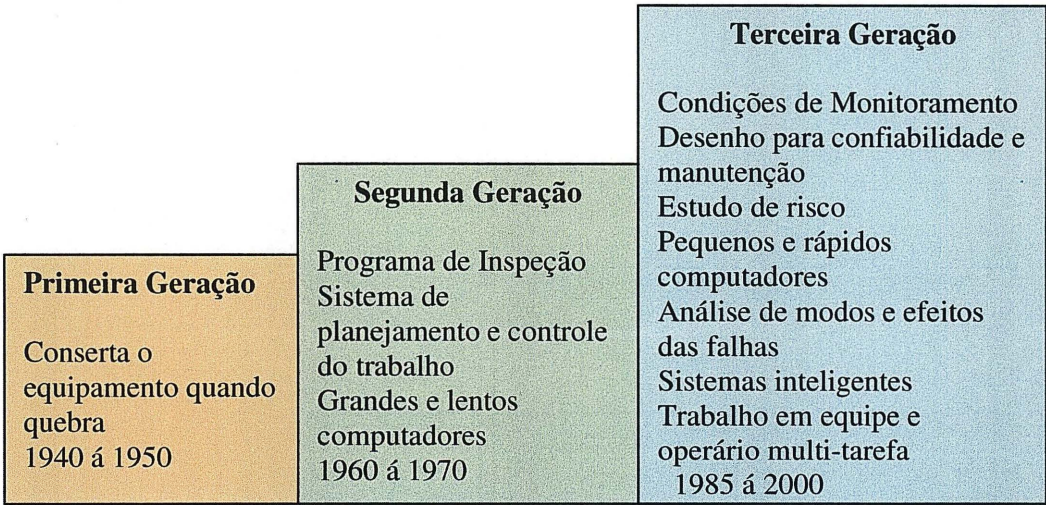 Primeira Geração
Conserta o
equipamento quando
quebra
1940 á 1950
Segunda Geração
Programa de Inspeção
Sistema de
planejamento e controle
do trabalho
Grandes e lentos
computadores
1960 á 1970
Terceira Geração
Condições de Monitoramento
Desenho para confiabilidade e
manutenção
Estudo de risco
Pequenos e rápidos
computadores
Análise de modos e efeitos
das falhas
Sistemas inteligentes
Trabalho em equipe e
operário multi-tarefa
1985 á 2000